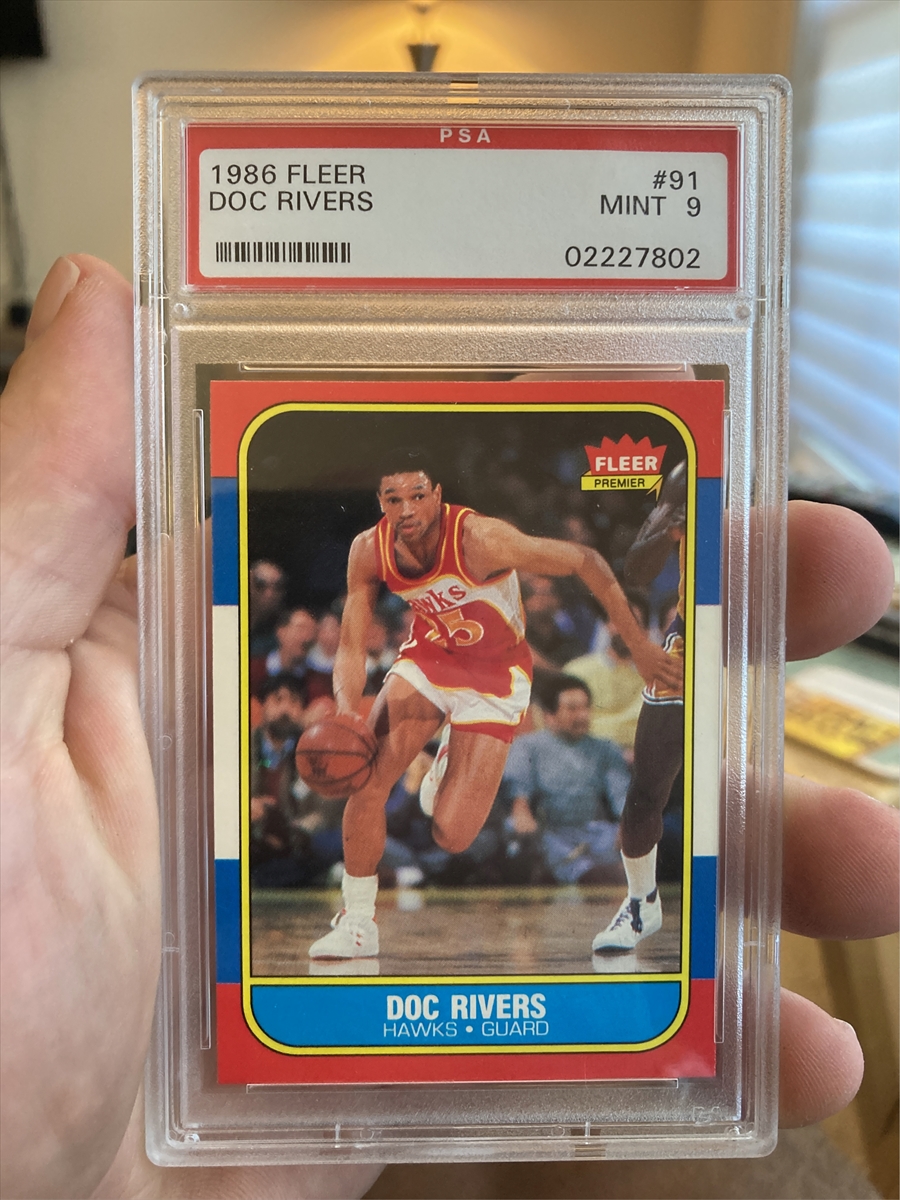 PSA
1986 FLEER #91
DOC RIVERS MINT 9
02227802
FLEER
PREMIER
DOC RIVERS
HAWKS • GUARD